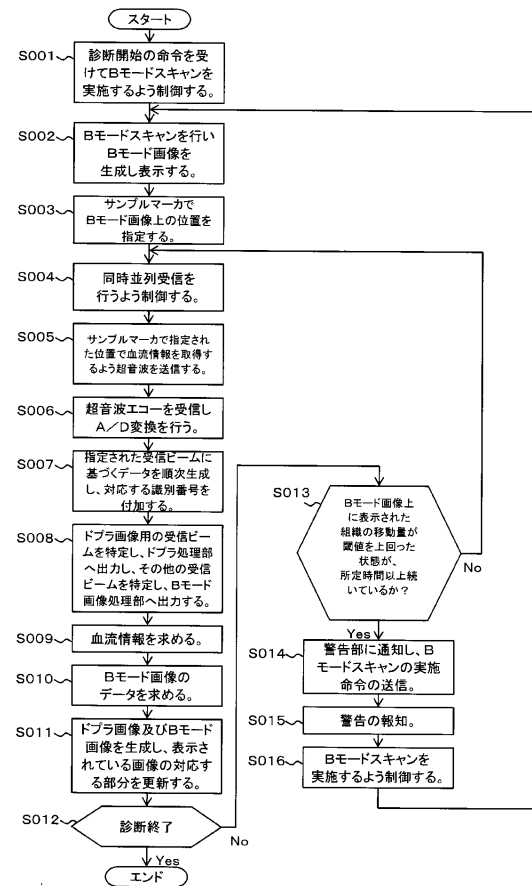 スタート
S001
診断開始の命令を受
けてBモードスキャンを
実施するよう制御する。
S002
Bモードスキャンを行い
Bモード画像を
生成し表示する。
S003
サンプルマーカで
Bモード画像上の位置を
指定する。
S004
同時並列受信を
行うよう制御する。
S005
サンプルマーカで指定され
た位置で血流情報を取得す
るよう超音波を送信する。
S006
超音波エコーを受信し
A/D変換を行う。
S007
指定された受信ビームに
基づくデータを順次生成
し、対応する識別番号を
付加する。
S008
ドプラ画像用の受信ビー
ムを特定し、ドプラ処理部
へ出力し、その他の受信
ビームを特定し、Bモード
画像処理部へ出力する。
S009
血流情報を求める。
S010
Bモード画像の
データを求める。
S011
ドプラ画像及びBモード
画像を生成し、表示さ
れている画像の対応す
る部分を更新する。
S012
診断終了
No
Yes
エンド
S013
Bモード画像上
に表示された
組織の移動量が
閾値を上回った
状態が、
所定時間以上続
いているか?
No
Yes
S014
警告部に通知し、B
モードスキャンの実施
命令の送信。
S015
警告の報知。
S016
Bモードスキャンを
実施するよう制御する。